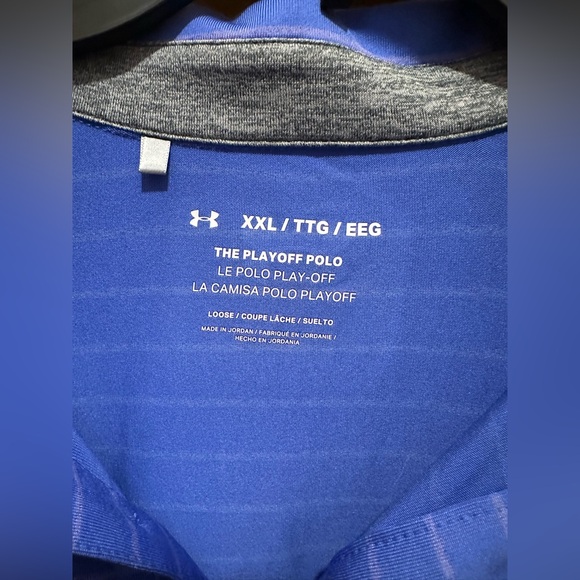 XXL / TTG / EEG
THE PLAYOFF POLO
LE POLO PLAY-OFF
LA CAMISA POLO PLAYOFF
LOOSE / COUPE LÂCHE / SUELTO
MADE IN JORDAN / FABRIQUÉ EN JORDANIE /
HECHO EN JORDANIA